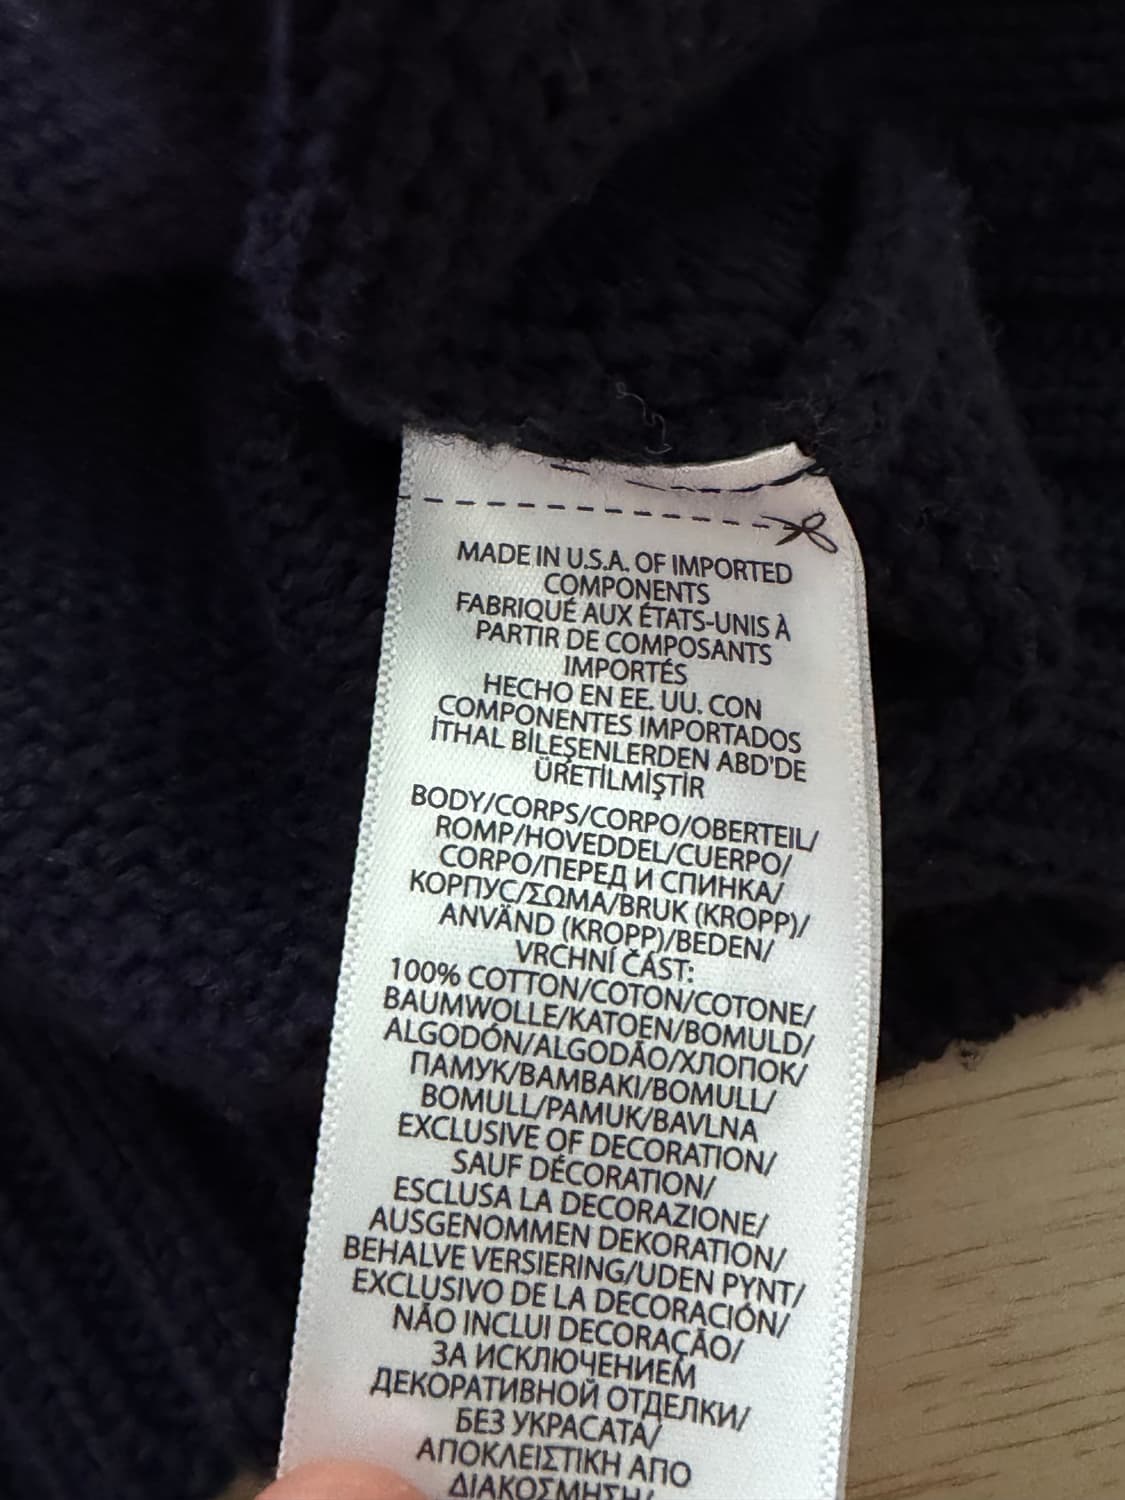 MADE IN U.S.A. OF IMPORTED
COMPONENTS
FABRIQUÉ AUX ÉTATS-UNIS À
PARTIR DE COMPOSANTS
IMPORTÉS
HECHO EN EE. UU. CON
COMPONENTES IMPORTADOS
İTHAL BİLEŞENLERDEN ABD'DE
ÜRETİLMİŞTİR
BODY/CORPS/CORPO/OBERTEIL/
ROMP/HOVEDDEL/CUERPO/
CORPO/ПЕРЕД И СПИНКА/
КОРПУС/ΣΩΜΑ/BRUK (KROPP)/
ANVÄND (KROPP)/BEDEN/
VRCHNÍ ČÁST:
100% COTTON/COTON/COTONE/
BAUMWOLLE/KATOEN/BOMULD/
ALGODÓN/ALGODÃO/ХЛОПОК/
ПАМУК/ΒΑΜΒΑΚΙ/BOMULL/
BOMULL/PAMUK/BAVLNA
EXCLUSIVE OF DECORATION/
SAUF DÉCORATION/
ESCLUSA LA DECORAZIONE/
AUSGENOMMEN DEKORATION/
BEHALVE VERSIERING/UDEN PYNT/
EXCLUSIVO DE LA DECORACIÓN/
NÃO INCLUI DECORAÇÃO/
ЗА ИСКЛЮЧЕНИЕМ
ДЕКОРАТИВНОЙ ОТДЕЛКИ/
БЕЗ УКРАСАТА/
ΑΠΟΚΛΕΙΣΤΙΚΗ ΑΠΟ
ΔΙΑΚΟΣΜΗΣΗ/